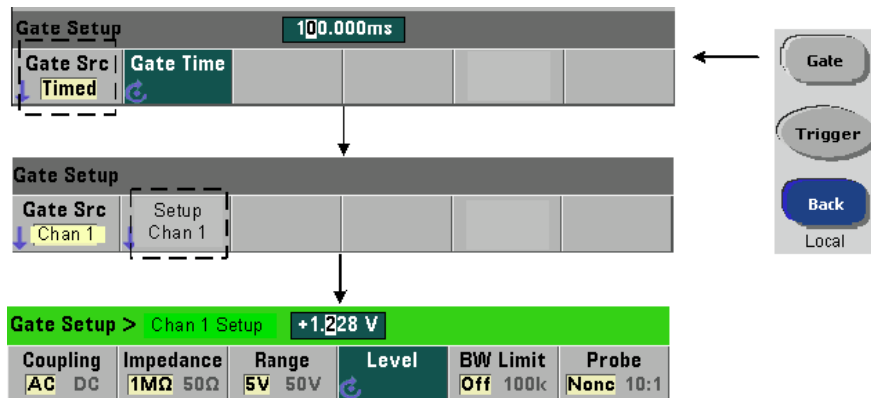 Gate Setup 100.000ms
Gate Src Gate Time
Timed
Gate
Trigger
Back
Local
Gate Setup
Gate Src Setup
Chan 1 Chan 1
Gate Setup > Chan 1 Setup +1.228 V
Coupling Impedance Range Level BW Limit Probe
AC DC 1MΩ 50Ω 5V 50V Off 100k None 10:1